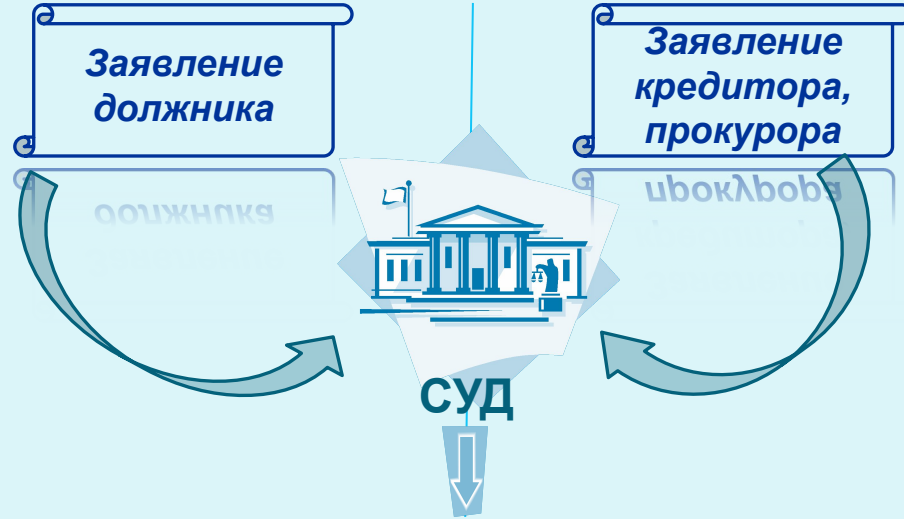 Заявление
должника
Заявление
кредитора,
прокурора
СУД